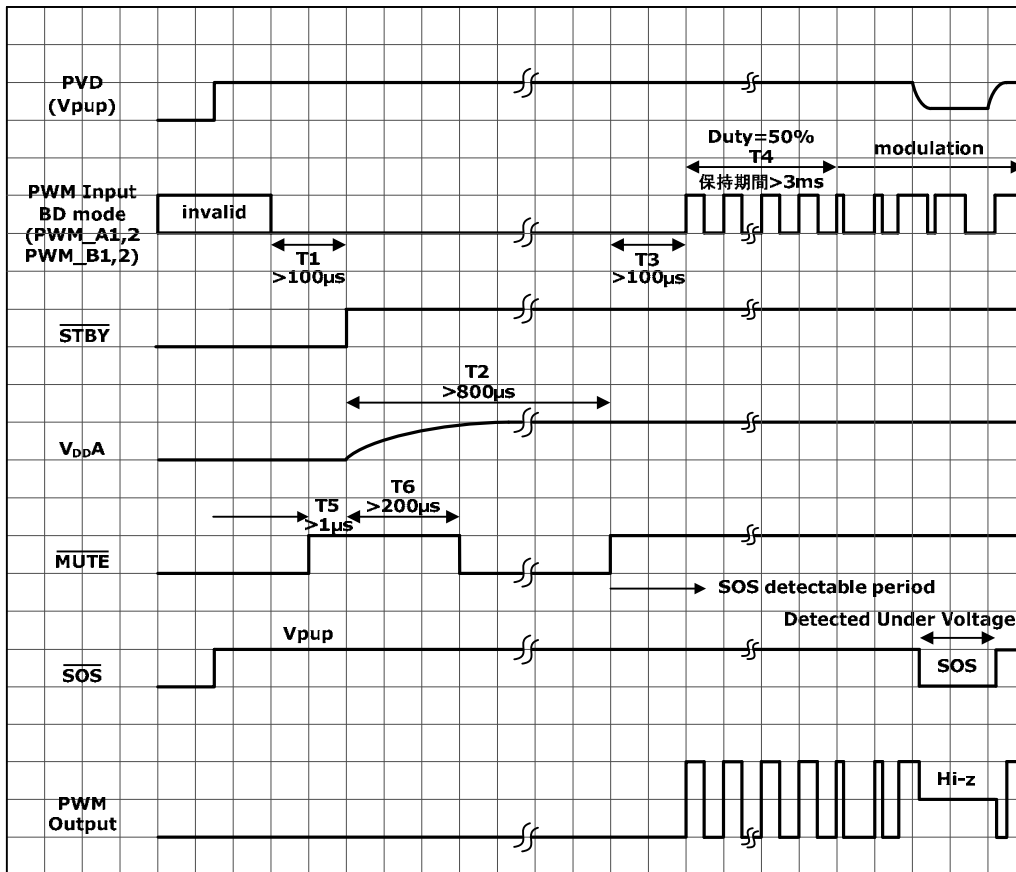 PVD
(Vpup)
Duty=50%
T4
保持期間>3ms
modulation
PWM Input
BD mode
(PWM_A1,2
PWM_B1,2)
invalid
T1
>100μs
T3
>100μs
STBY
T2
>800μs
VDDA
T5
>1μs
T6
>200μs
MUTE
SOS detectable period
Detected Under Voltage
Vpup
SOS
SOS
Hi-z
PWM
Output